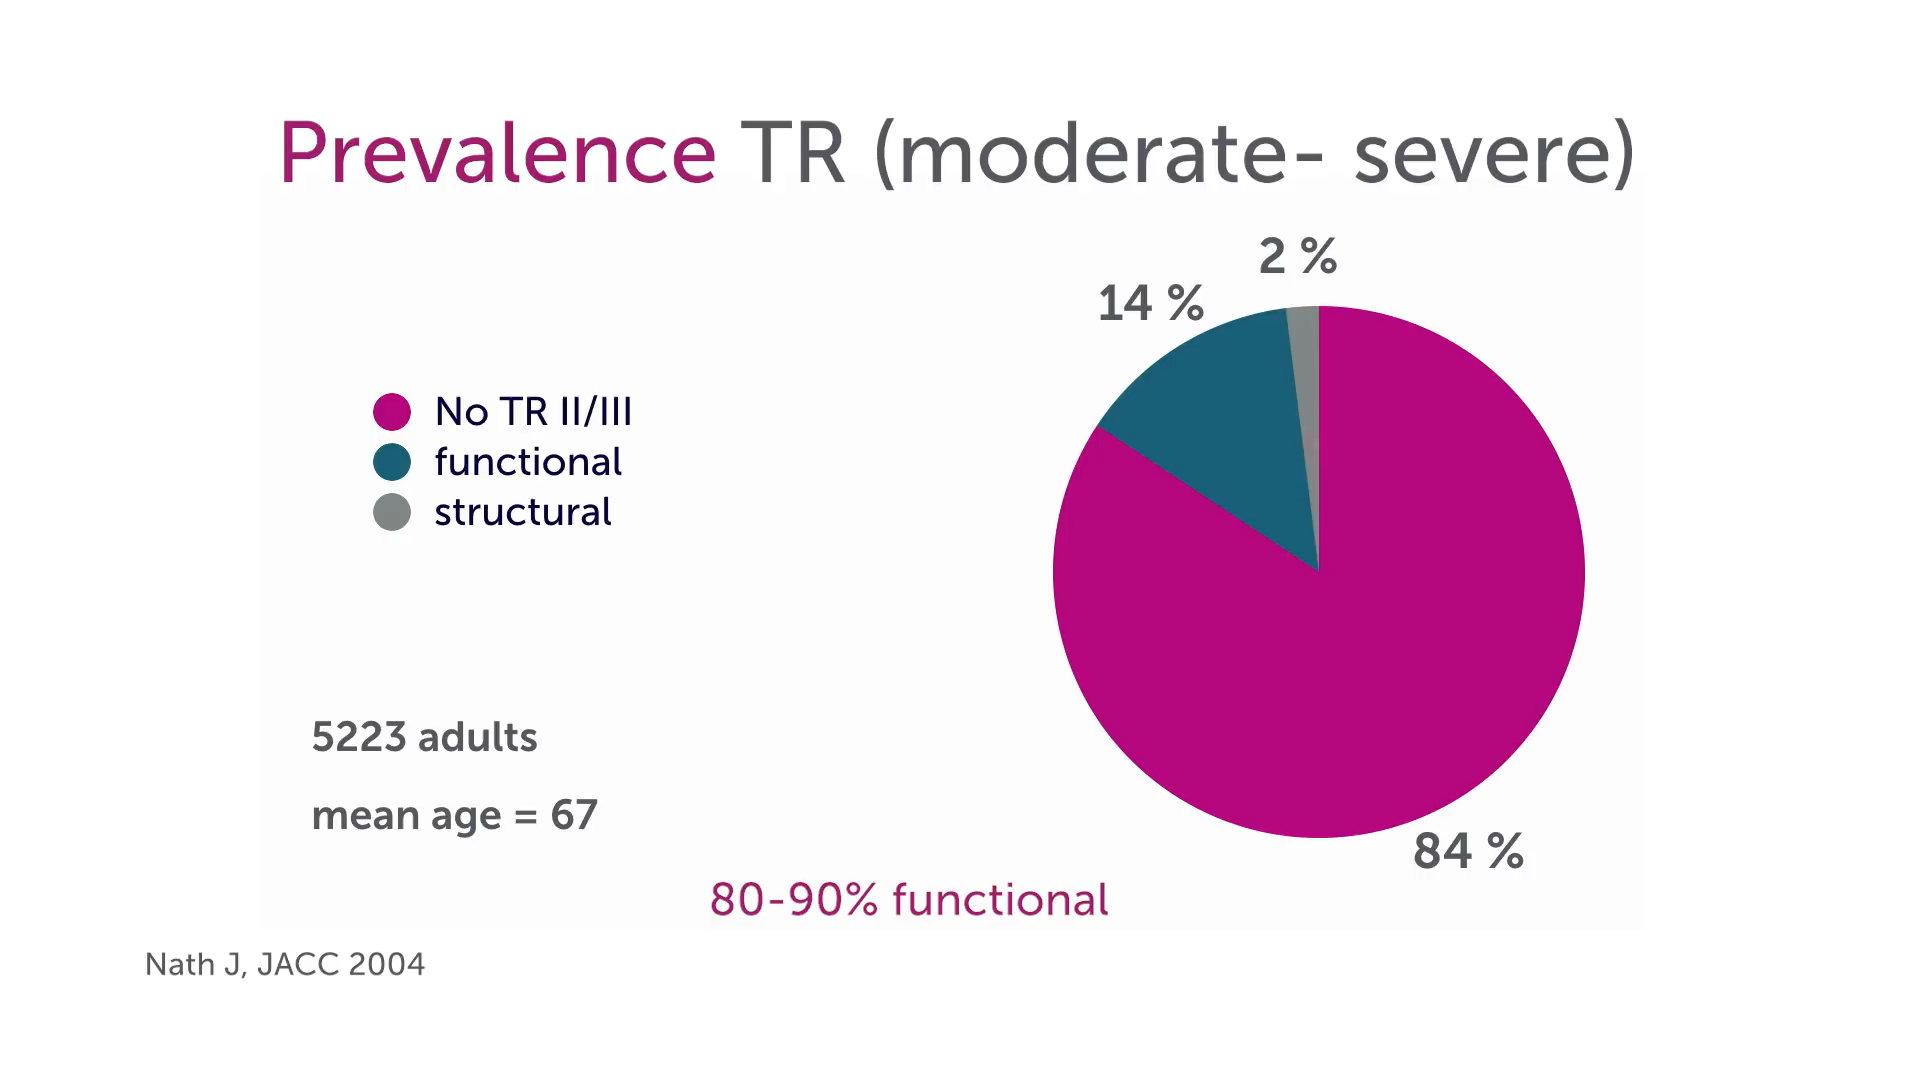 Prevalence TR (moderate- severe)
2 %
14 %
No TR II/III
functional
structural
5223 adults
mean age = 67
84 %
80-90% functional
Nath J, JACC 2004